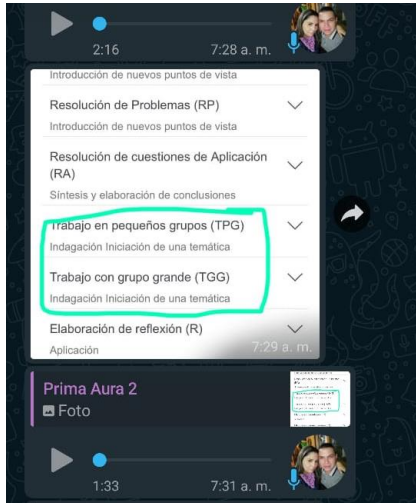 2:16 7:28 a. m.
Introducción de nuevos puntos de vista
Resolución de Problemas (RP)
Introducción de nuevos puntos de vista
Resolución de cuestiones de Aplicación
(RA)
Síntesis y elaboración de conclusiones
Trabajo en pequeños grupos (TPG)
Indagación Iniciación de una temática
Trabajo con grupo grande (TGG)
Indagación Iniciación de una temática
Elaboración de reflexión (R)
Aplicación
7:29 a. m.
Prima Aura 2
Foto
1:33 7:31 a. m.